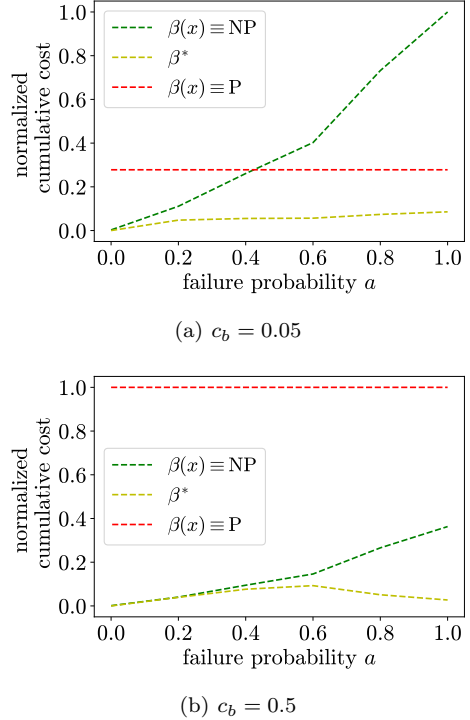 1.0
0.8
0.6
0.4
0.2
0.0
normalized
cumulative cost
β(x) ≡ NP
β*
β(x) ≡ P
0.0 0.2 0.4 0.6 0.8 1.0
failure probability a
(a) c_b = 0.05
1.0
0.8
0.6
0.4
0.2
0.0
normalized
cumulative cost
β(x) ≡ NP
β*
β(x) ≡ P
0.0 0.2 0.4 0.6 0.8 1.0
failure probability a
(b) c_b = 0.5